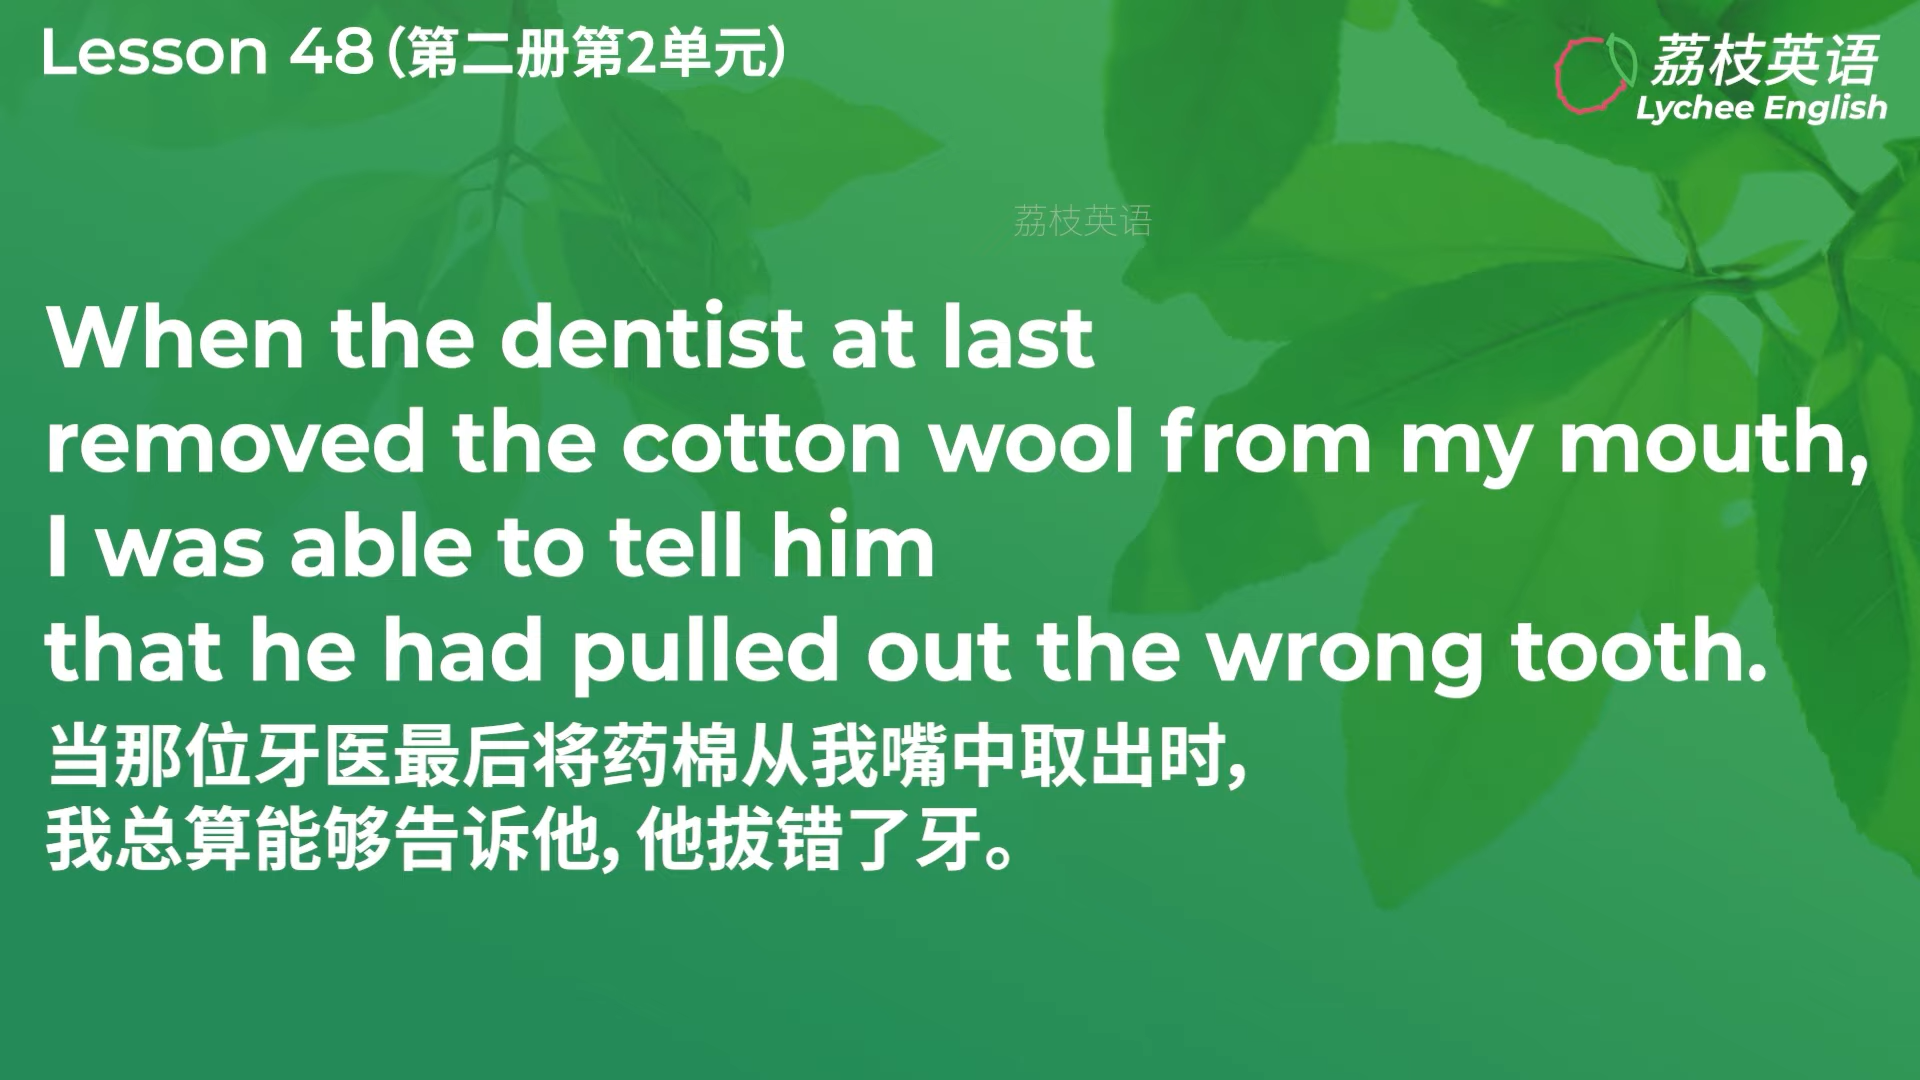 Lesson 48（第二册第2单元）
荔枝英语
Lychee English
荔枝英语
When the dentist at last
removed the cotton wool from my mouth,
I was able to tell him
that he had pulled out the wrong tooth.
当那位牙医最后将药棉从我嘴中取出时,
我总算能够告诉他, 他拔错了牙。